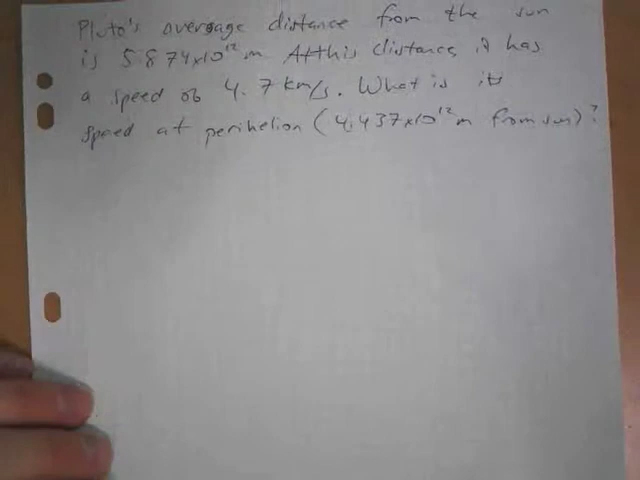 Pluto's overage distance from the sun
is 5.874x10¹² m At this distance it has
a speed of 4.7 km/s. What is its
speed at perihelion (4.437x10¹² m from sun)?